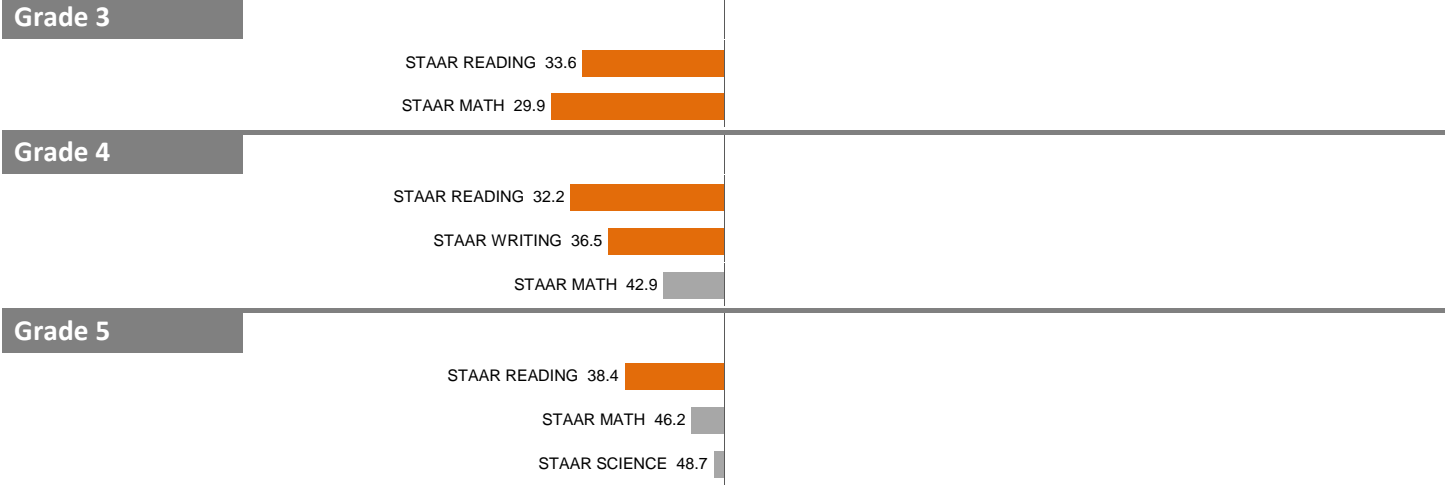 Grade 3
STAAR READING 33.6
STAAR MATH 29.9
Grade 4
STAAR READING 32.2
STAAR WRITING 36.5
STAAR MATH 42.9
Grade 5
STAAR READING 38.4
STAAR MATH 46.2
STAAR SCIENCE 48.7